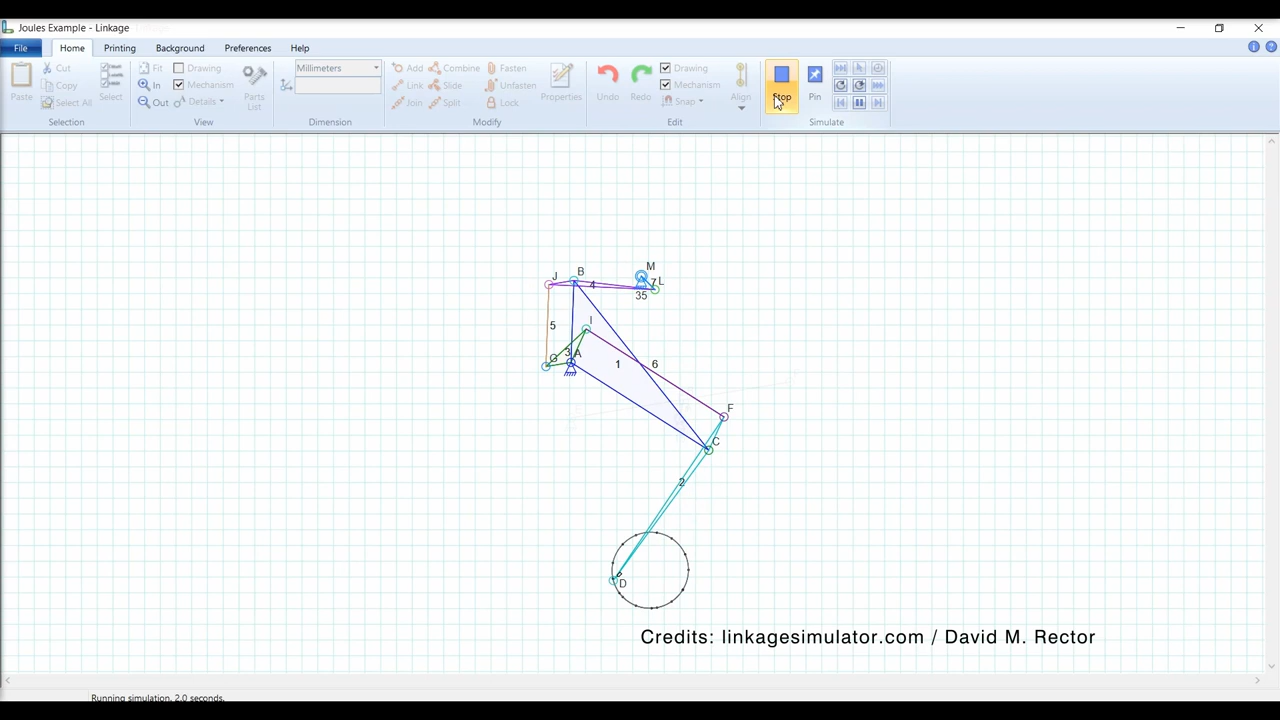 Joules Example - Linkage
File Home Printing Background Preferences Help
Paste Cut Copy Select All Select Fit In Out Drawing Mechanism Details Parts List Millimeters Add Link Join Combine Slide Split Fasten Unfasten Lock Properties Undo Redo Drawing Mechanism Snap Align Stop Pin
Selection View Dimension Modify Edit Simulate
J B M
4 7 L
35
5 I
G 3 A 1 6
F
C
2
D
Credits: linkagesimulator.com / David M. Rector
Running simulation. 2.0 seconds.